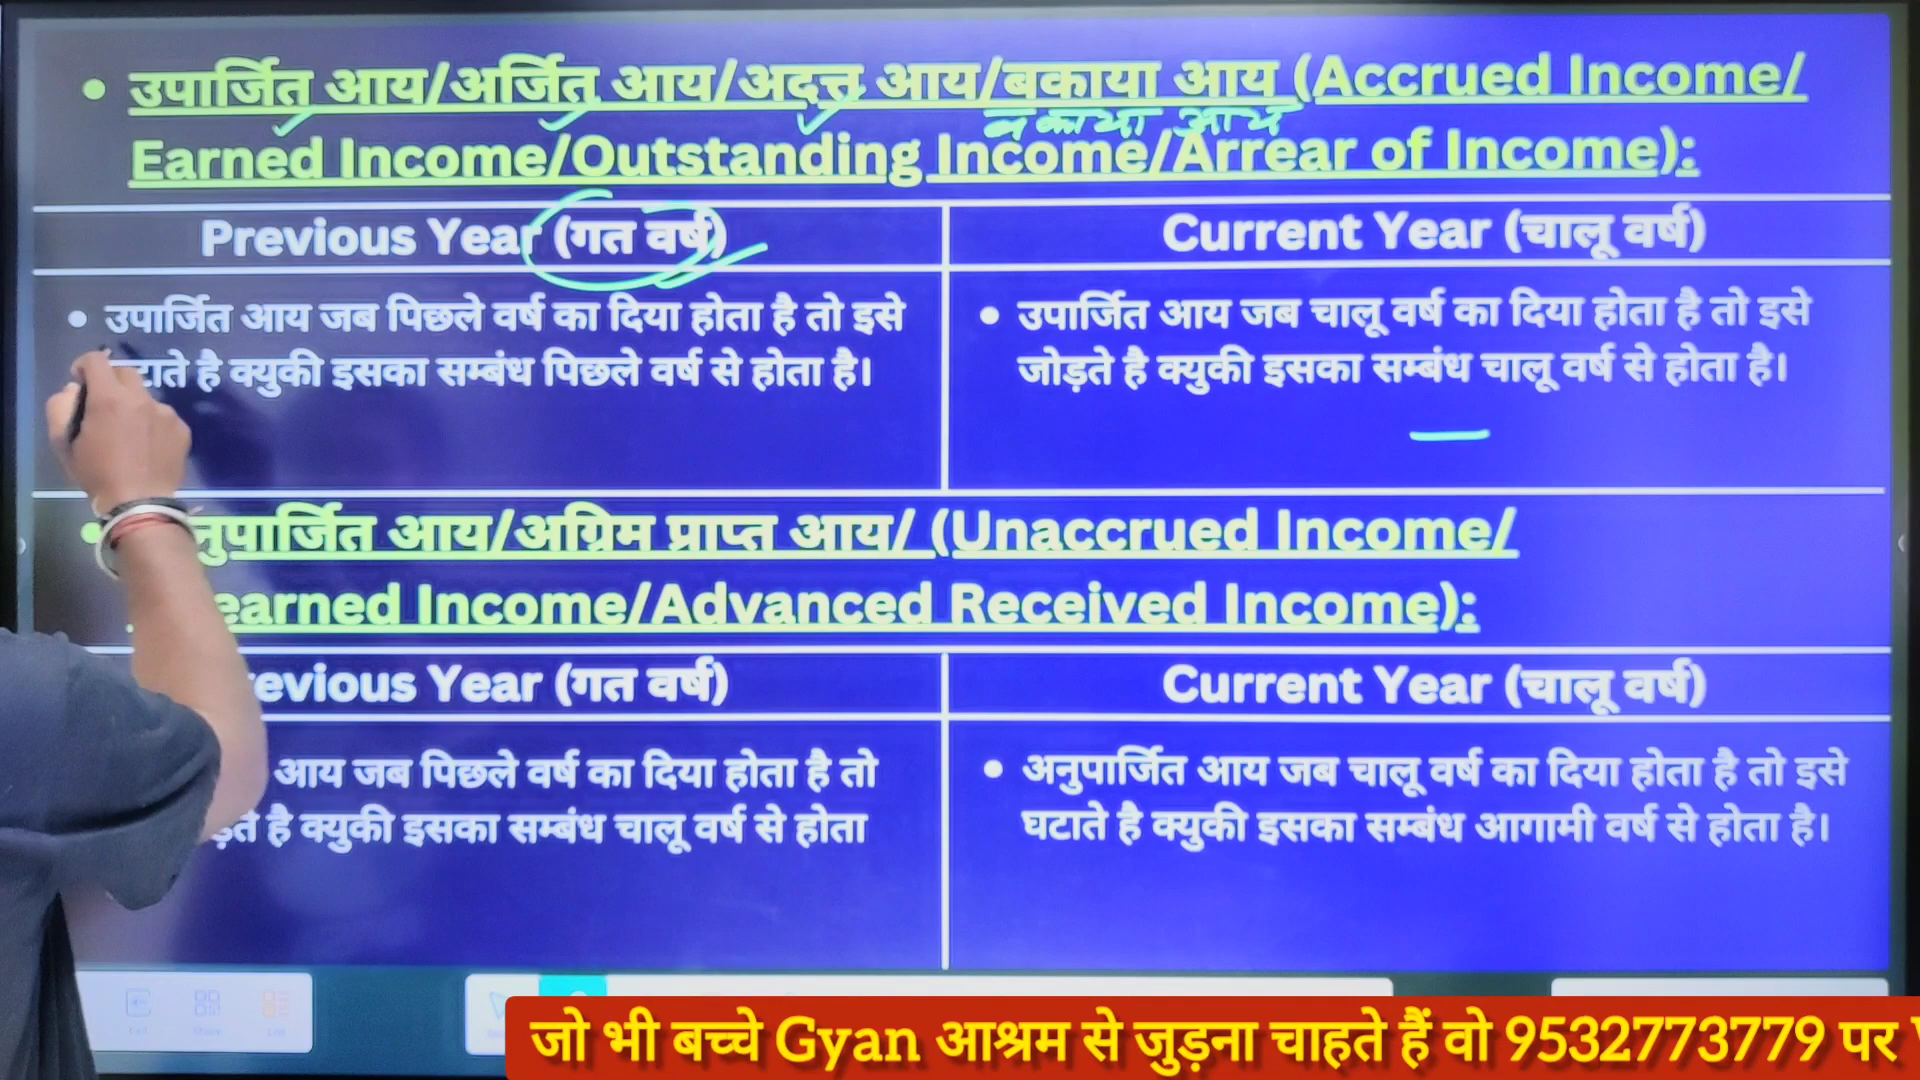 • उपार्जित आय/अर्जित आय/अदत्त आय/बकाया आय (Accrued Income/
बकाया आय
Earned Income/Outstanding Income/Arrear of Income):
Previous Year (गत वर्ष)
Current Year (चालू वर्ष)
• उपार्जित आय जब पिछले वर्ष का दिया होता है तो इसे
घटाते है क्युकी इसका सम्बंध पिछले वर्ष से होता है।
• उपार्जित आय जब चालू वर्ष का दिया होता है तो इसे
जोड़ते है क्युकी इसका सम्बंध चालू वर्ष से होता है।
• नुपार्जित आय/अग्रिम प्राप्त आय/ (Unaccrued Income/
earned Income/Advanced Received Income):
evious Year (गत वर्ष)
Current Year (चालू वर्ष)
आय जब पिछले वर्ष का दिया होता है तो
है क्युकी इसका सम्बंध चालू वर्ष से होता
• अनुपार्जित आय जब चालू वर्ष का दिया होता है तो इसे
घटाते है क्युकी इसका सम्बंध आगामी वर्ष से होता है।
जो भी बच्चे Gyan आश्रम से जुड़ना चाहते हैं वो 9532773779 पर